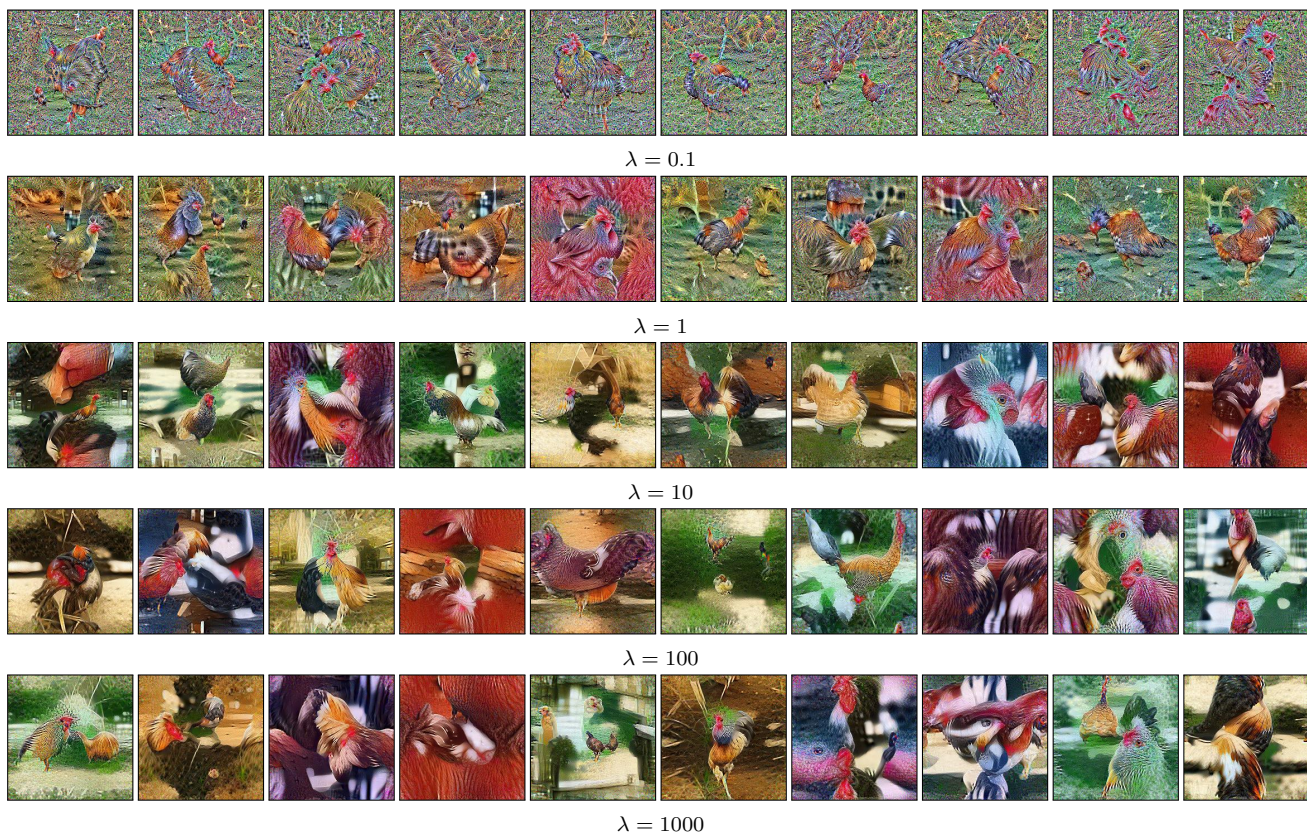 λ = 0.1
λ = 1
λ = 10
λ = 100
λ = 1000